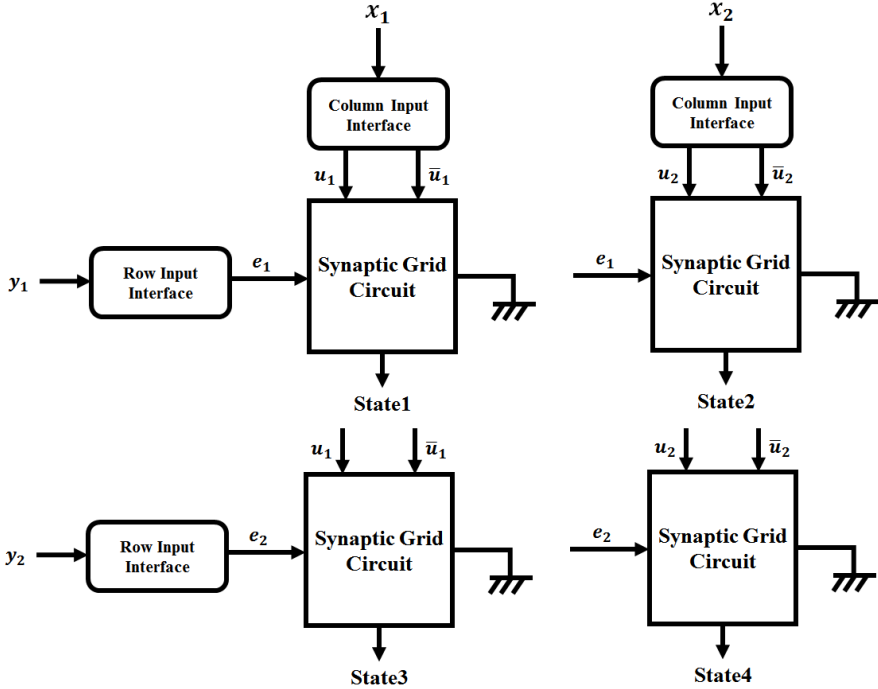 x₁
x₂
Column Input
Interface
Column Input
Interface
u₁
ū₁
u₂
ū₂
y₁
Row Input
Interface
e₁
Synaptic Grid
Circuit
e₁
Synaptic Grid
Circuit
State1
State2
u₁
ū₁
u₂
ū₂
y₂
Row Input
Interface
e₂
Synaptic Grid
Circuit
e₂
Synaptic Grid
Circuit
State3
State4